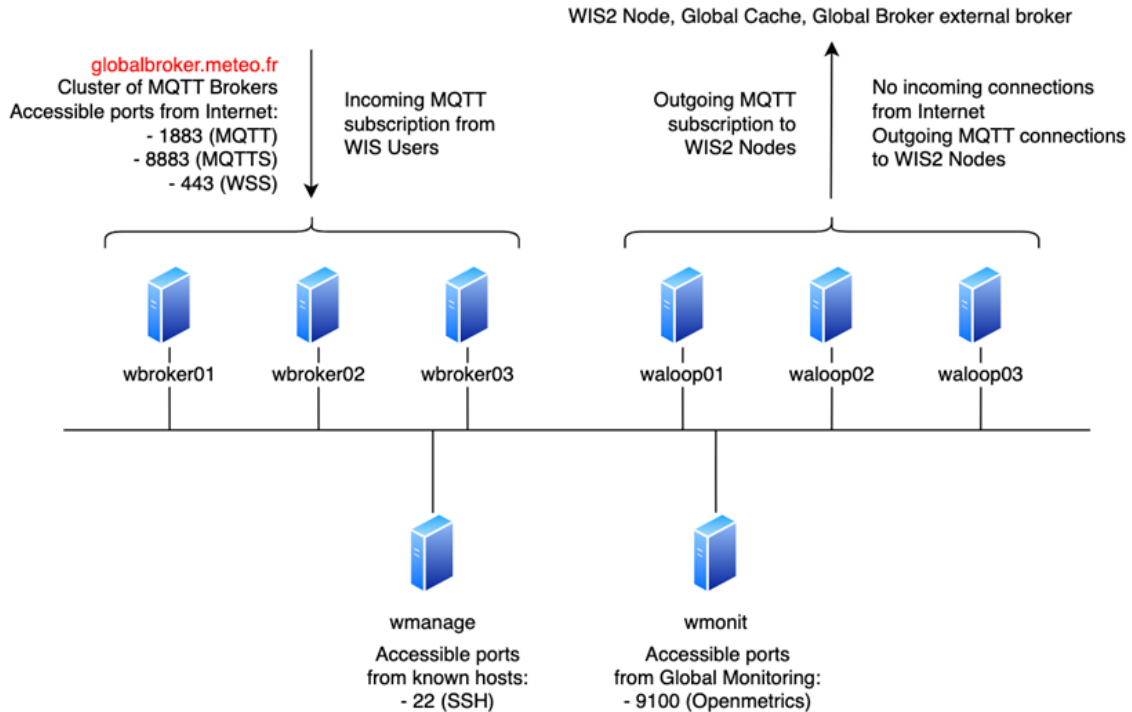 WIS2 Node, Global Cache, Global Broker external broker
globalbroker.meteo.fr
Cluster of MQTT Brokers
Accessible ports from Internet:
- 1883 (MQTT)
- 8883 (MQTTS)
- 443 (WSS)
Incoming MQTT
subscription from
WIS Users
Outgoing MQTT
subscription to
WIS2 Nodes
No incoming connections
from Internet
Outgoing MQTT connections
to WIS2 Nodes
wbroker01
wbroker02
wbroker03
waloop01
waloop02
waloop03
wmanage
Accessible ports
from known hosts:
- 22 (SSH)
wmonit
Accessible ports
from Global Monitoring:
- 9100 (Openmetrics)